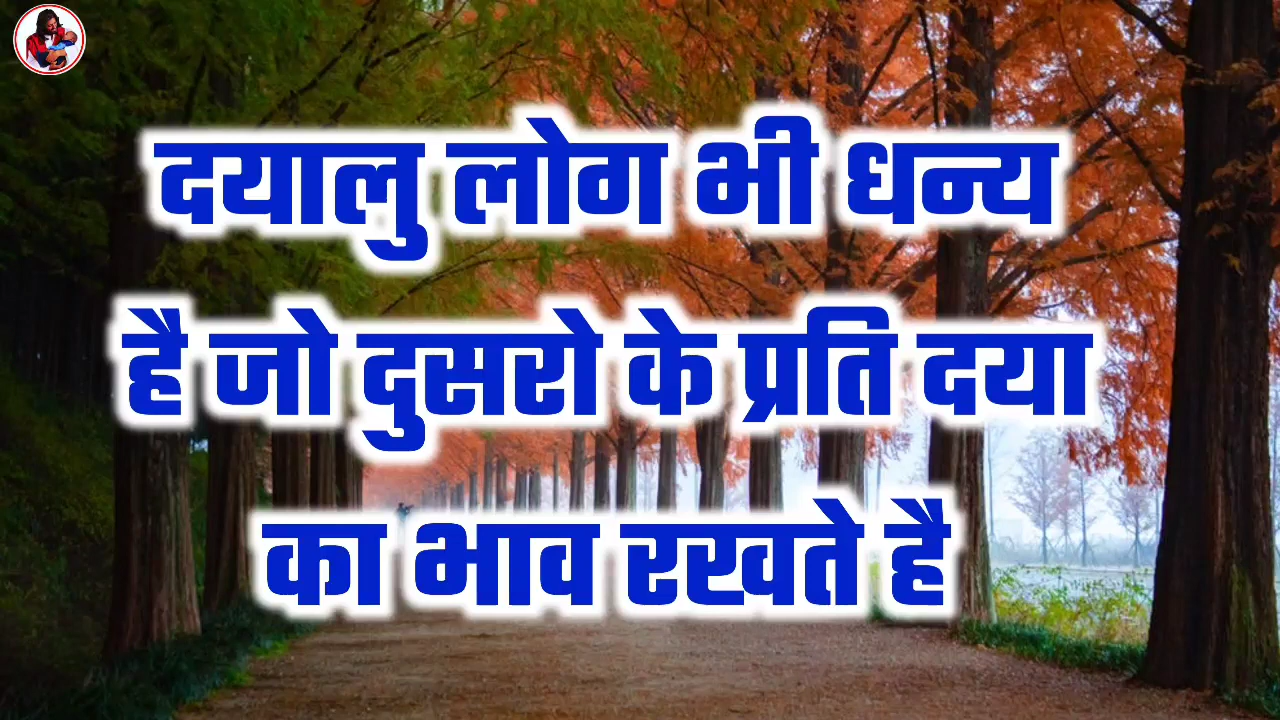 दयालु लोग भी धन्य
है जो दुसरो के प्रति दया
का भाव रखते है